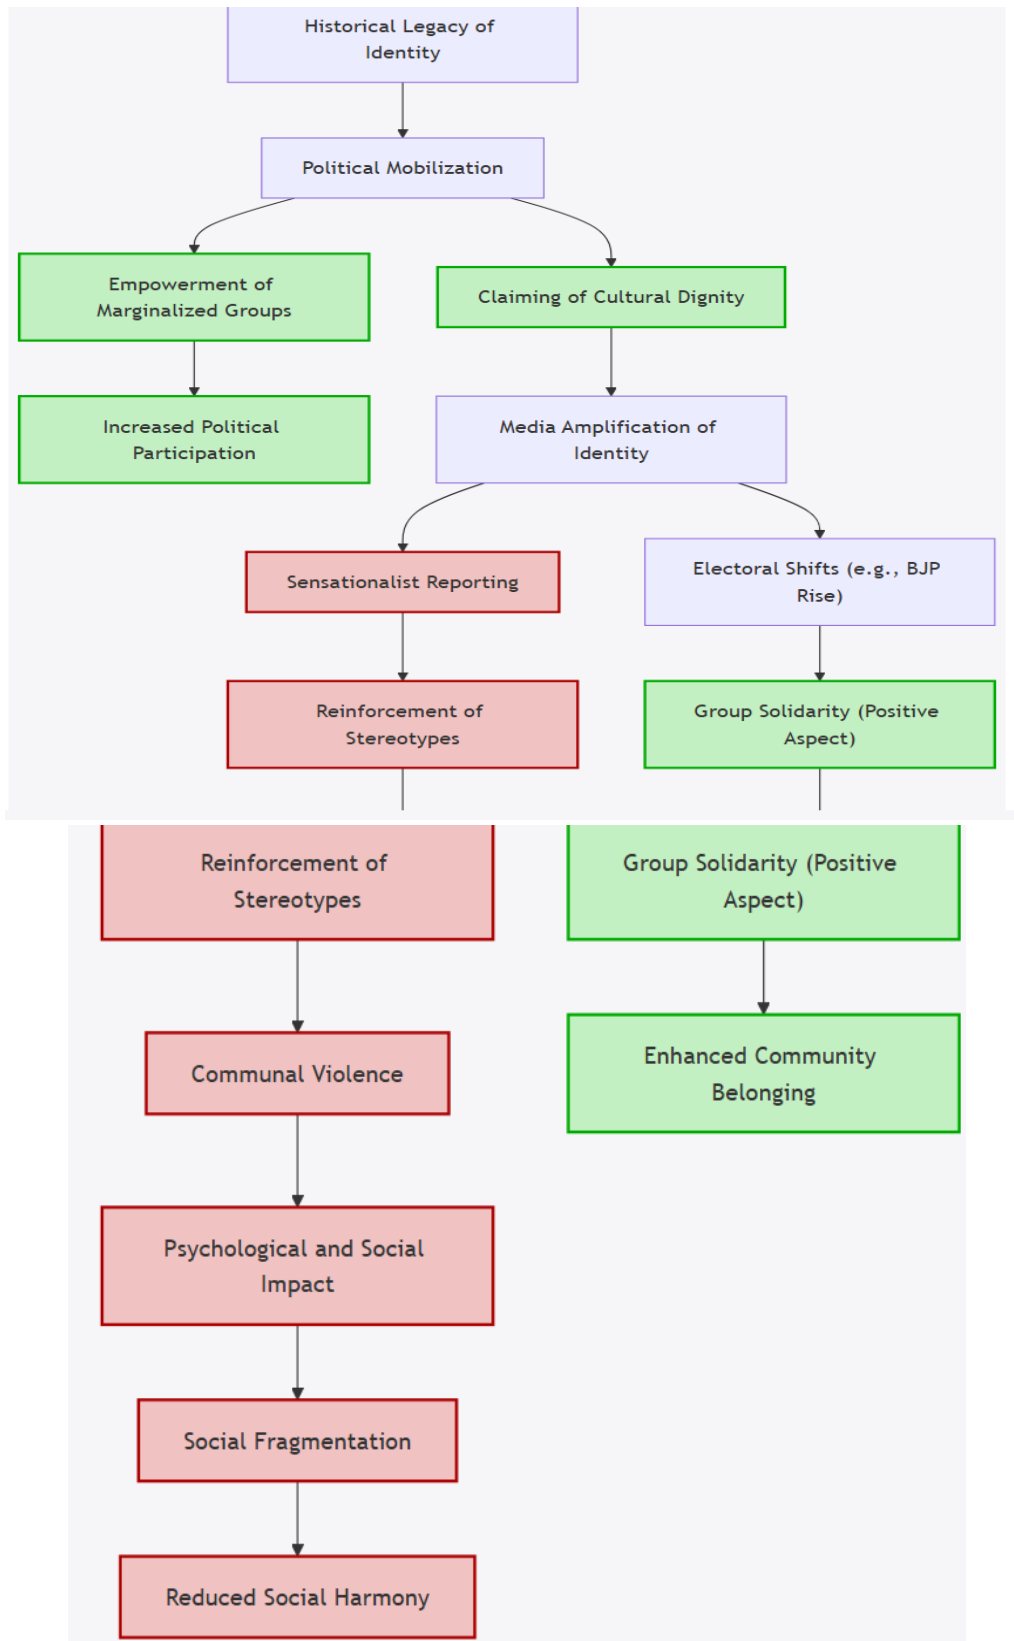 Historical Legacy of
Identity
Political Mobilization
Empowerment of
Marginalized Groups
Claiming of Cultural Dignity
Increased Political
Participation
Media Amplification of
Identity
Sensationalist Reporting
Electoral Shifts (e.g., BJP
Rise)
Reinforcement of
Stereotypes
Group Solidarity (Positive
Aspect)
Reinforcement of
Stereotypes
Group Solidarity (Positive
Aspect)
Communal Violence
Enhanced Community
Belonging
Psychological and Social
Impact
Social Fragmentation
Reduced Social Harmony